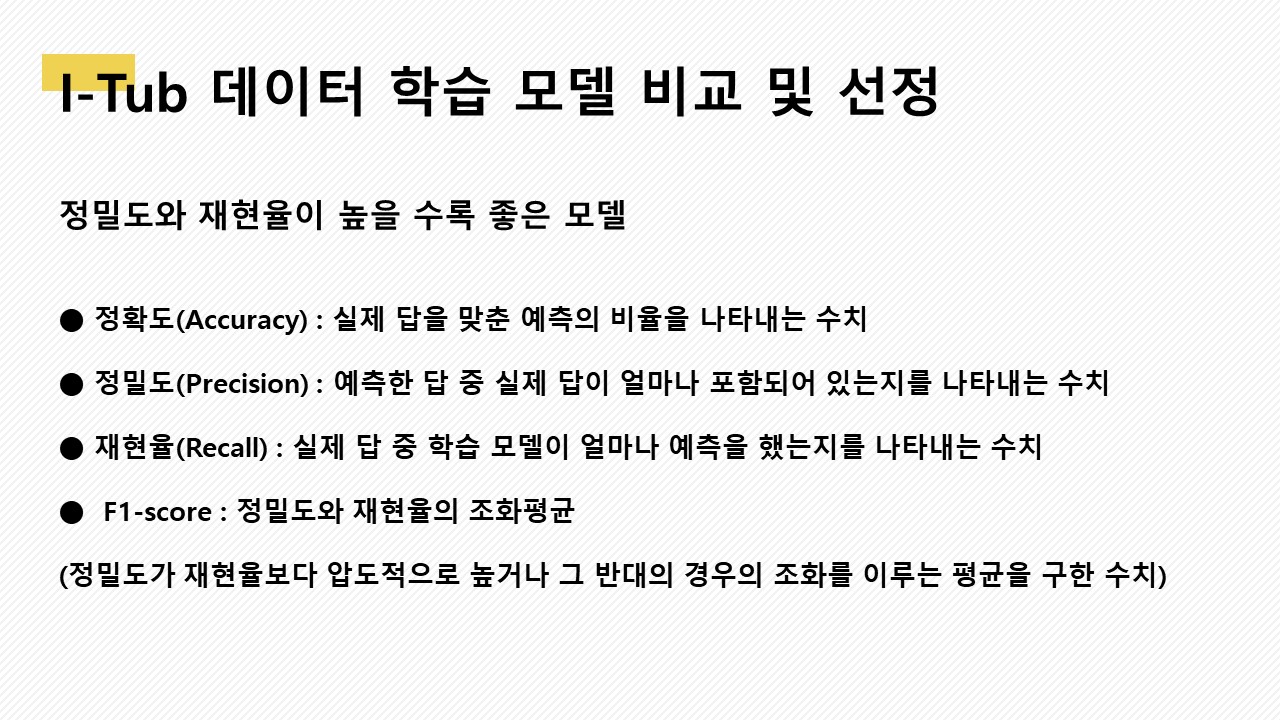 I-Tub 데이터 학습 모델 비교 및 선정
정밀도와 재현율이 높을 수록 좋은 모델
● 정확도(Accuracy) : 실제 답을 맞춘 예측의 비율을 나타내는 수치
● 정밀도(Precision) : 예측한 답 중 실제 답이 얼마나 포함되어 있는지를 나타내는 수치
● 재현율(Recall) : 실제 답 중 학습 모델이 얼마나 예측을 했는지를 나타내는 수치
● F1-score : 정밀도와 재현율의 조화평균
(정밀도가 재현율보다 압도적으로 높거나 그 반대의 경우의 조화를 이루는 평균을 구한 수치)